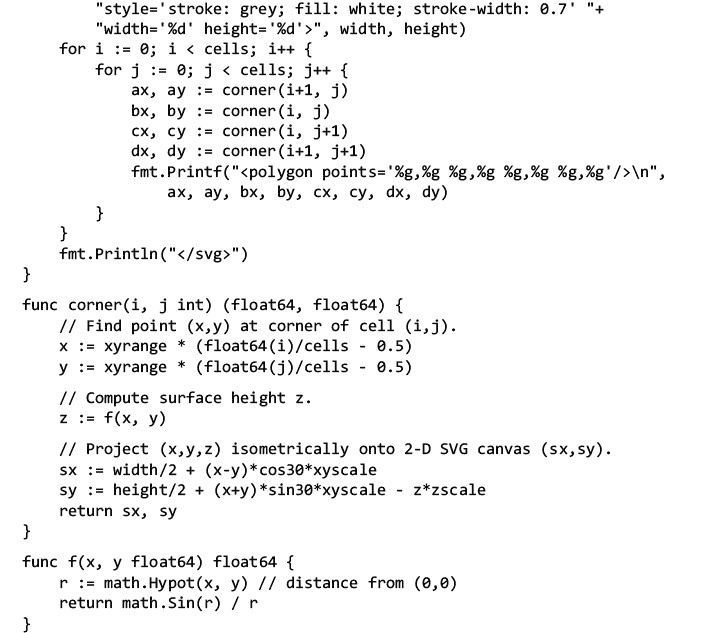 "style='stroke: grey; fill: white; stroke-width: 0.7' "+
"width='%d' height='%d'>", width, height)
for i := 0; i < cells; i++ {
for j := 0; j < cells; j++ {
ax, ay := corner(i+1, j)
bx, by := corner(i, j)
cx, cy := corner(i, j+1)
dx, dy := corner(i+1, j+1)
fmt.Printf("<polygon points='%g,%g %g,%g %g,%g %g,%g'/>\n",
ax, ay, bx, by, cx, cy, dx, dy)
}
}
fmt.Println("</svg>")
}
func corner(i, j int) (float64, float64) {
// Find point (x,y) at corner of cell (i,j).
x := xyrange * (float64(i)/cells - 0.5)
y := xyrange * (float64(j)/cells - 0.5)
// Compute surface height z.
z := f(x, y)
// Project (x,y,z) isometrically onto 2-D SVG canvas (sx,sy).
sx := width/2 + (x-y)*cos30*xyscale
sy := height/2 + (x+y)*sin30*xyscale - z*zscale
return sx, sy
}
func f(x, y float64) float64 {
r := math.Hypot(x, y) // distance from (0,0)
return math.Sin(r) / r
}